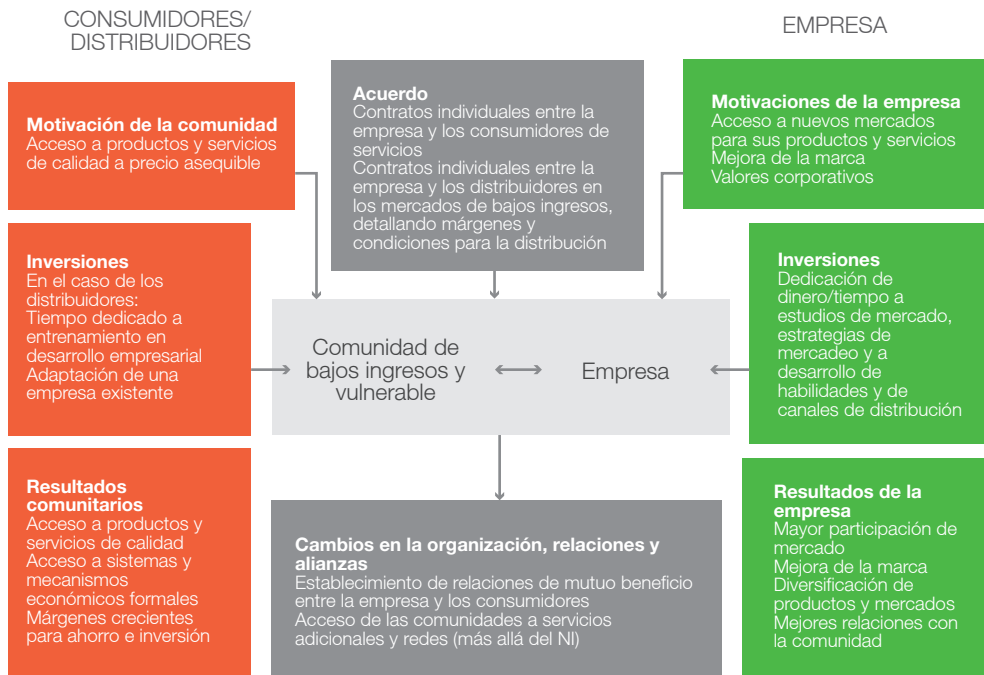 CONSUMIDORES/
DISTRIBUIDORES
EMPRESA
Motivación de la comunidad
Acceso a productos y servicios
de calidad a precio asequible
Acuerdo
Contratos individuales entre la
empresa y los consumidores de
servicios
Contratos individuales entre la
empresa y los distribuidores en
los mercados de bajos ingresos,
detallando márgenes y
condiciones para la distribución
Motivaciones de la empresa
Acceso a nuevos mercados
para sus productos y servicios
Mejora de la marca
Valores corporativos
Inversiones
En el caso de los
distribuidores:
Tiempo dedicado a
entrenamiento en
desarrollo empresarial
Adaptación de una
empresa existente
Comunidad de
bajos ingresos y
vulnerable
Empresa
Inversiones
Dedicación de
dinero/tiempo a
estudios de mercado,
estrategias de
mercadeo y a
desarrollo de
habilidades y de
canales de distribución
Resultados
comunitarios
Acceso a productos y
servicios de calidad
Acceso a sistemas y
mecanismos
económicos formales
Márgenes crecientes
para ahorro e inversión
Cambios en la organización, relaciones y
alianzas
Establecimiento de relaciones de mutuo beneficio
entre la empresa y los consumidores
Acceso de las comunidades a servicios
adicionales y redes (más allá del NI)
Resultados de la
empresa
Mayor participación de
mercado
Mejora de la marca
Diversificación de
productos y mercados
Mejores relaciones con
la comunidad